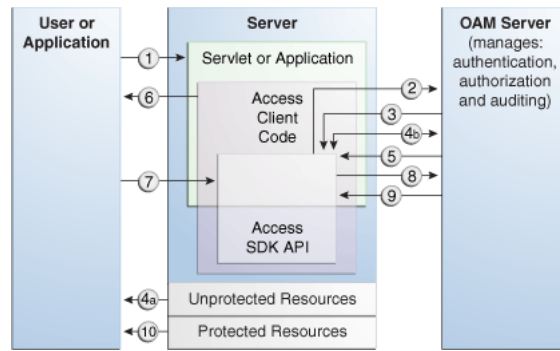 User or
Application
Server
OAM Server
(manages:
authentication,
authorization
and auditing)
Servlet or Application
1
2
6
Access
Client
Code
3
4b
5
7
8
9
Access
SDK API
4a
Unprotected Resources
10
Protected Resources